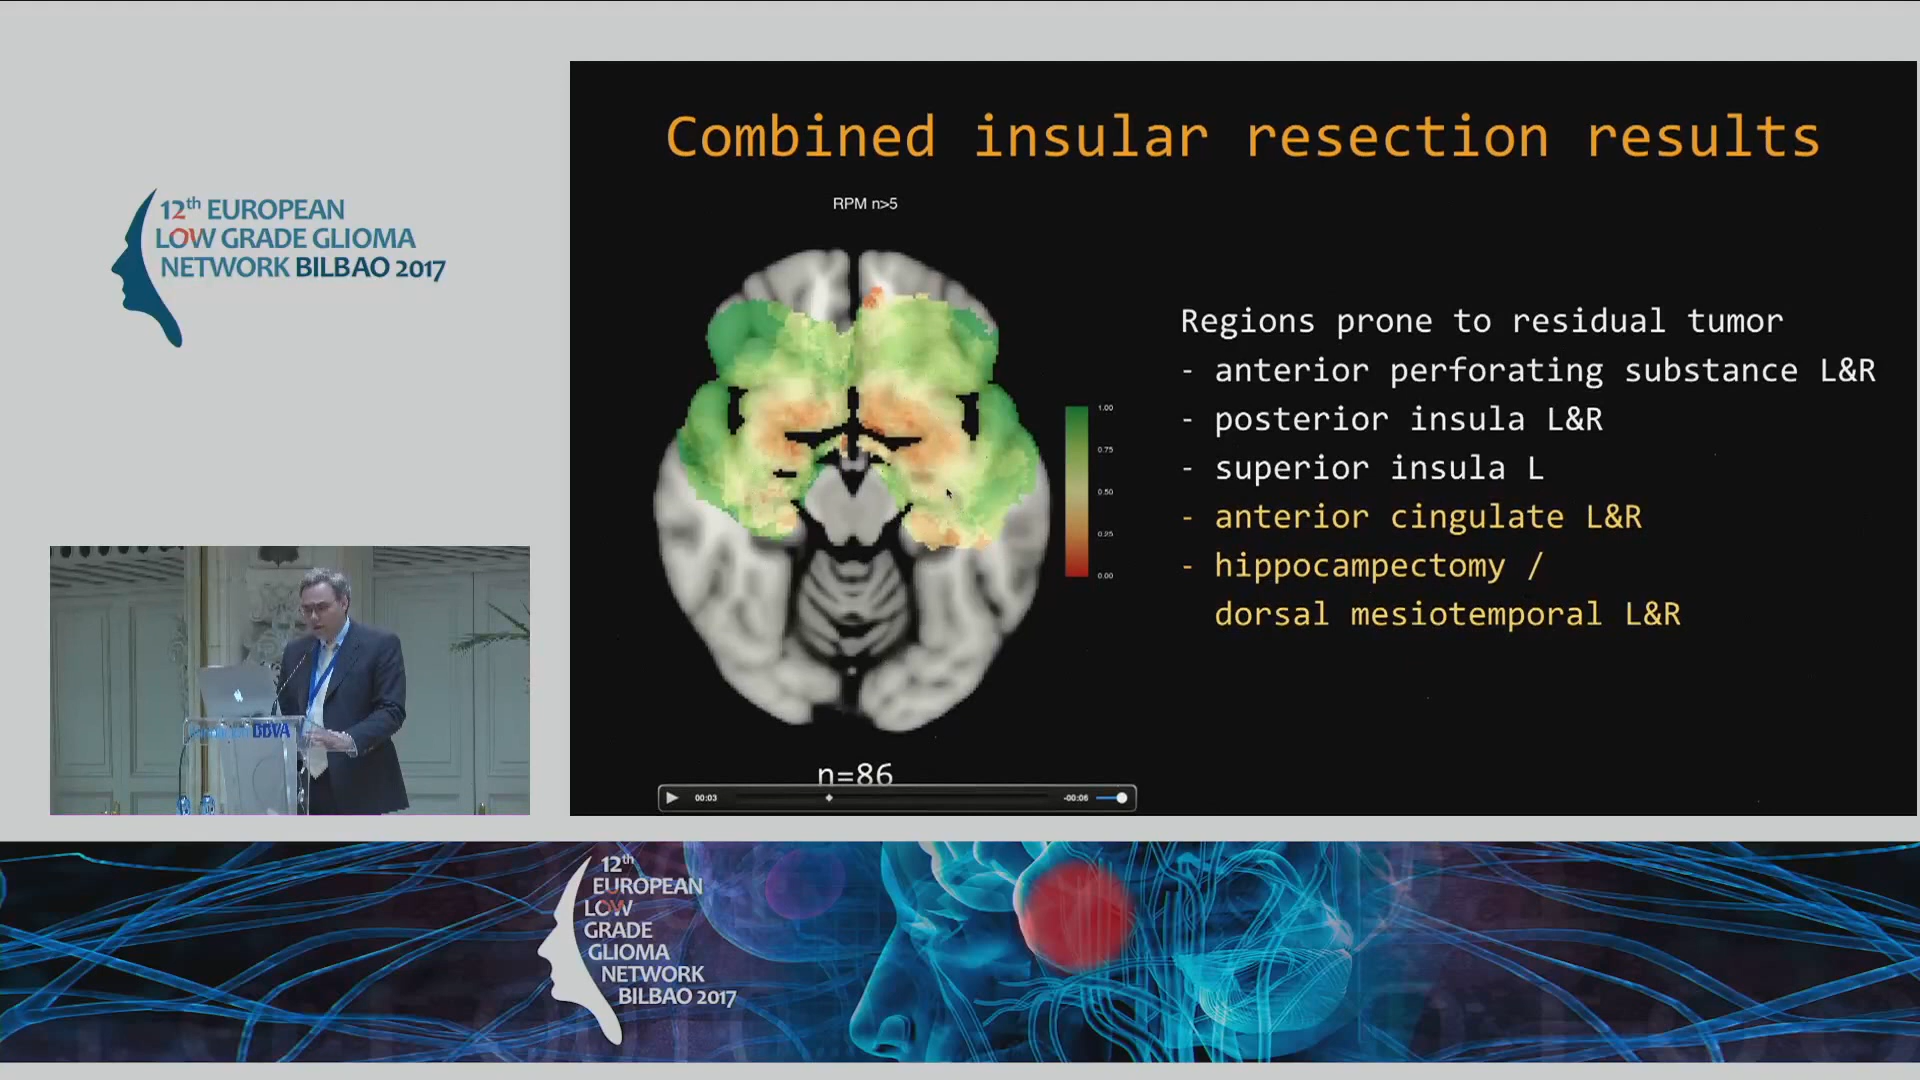 12th EUROPEAN
LOW GRADE GLIOMA
NETWORK BILBAO 2017
Combined insular resection results
RPM n>5
1.00
0.75
0.50
0.25
0.00
n=86
00:03
-00:06
Regions prone to residual tumor
- anterior perforating substance L&R
- posterior insula L&R
- superior insula L
- anterior cingulate L&R
- hippocampectomy /
dorsal mesiotemporal L&R
BBVA
12th
EUROPEAN
LOW
GRADE
GLIOMA
NETWORK
BILBAO 2017